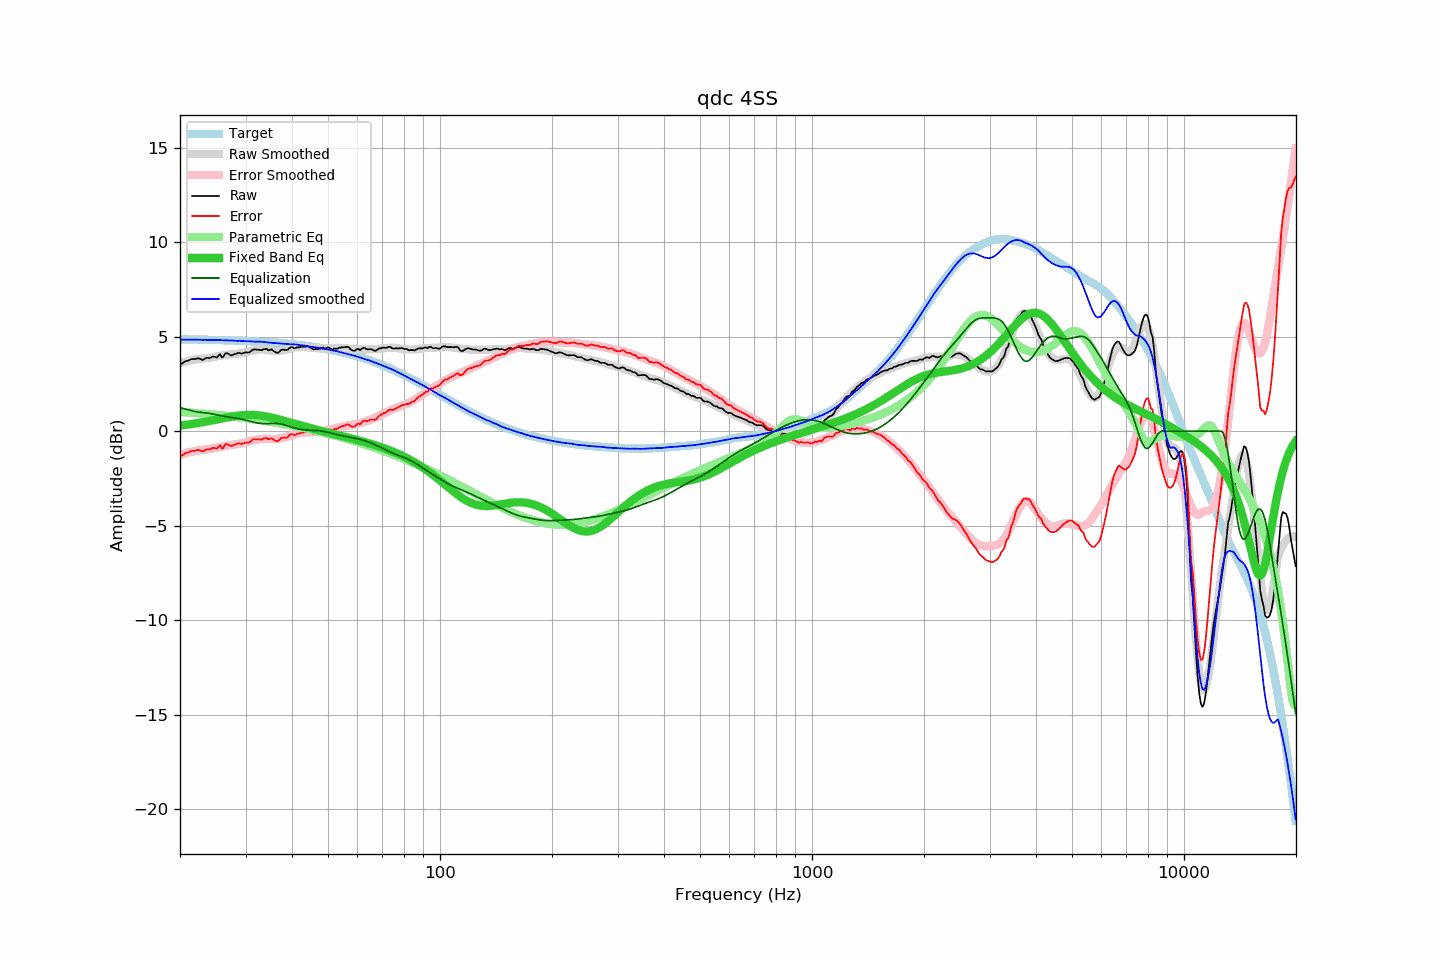 qdc 4SS
Target
Raw Smoothed
Error Smoothed
Raw
Error
Parametric Eq
Fixed Band Eq
Equalization
Equalized smoothed
15
10
5
0
−5
−10
−15
−20
Amplitude (dBr)
100 1000 10000
Frequency (Hz)